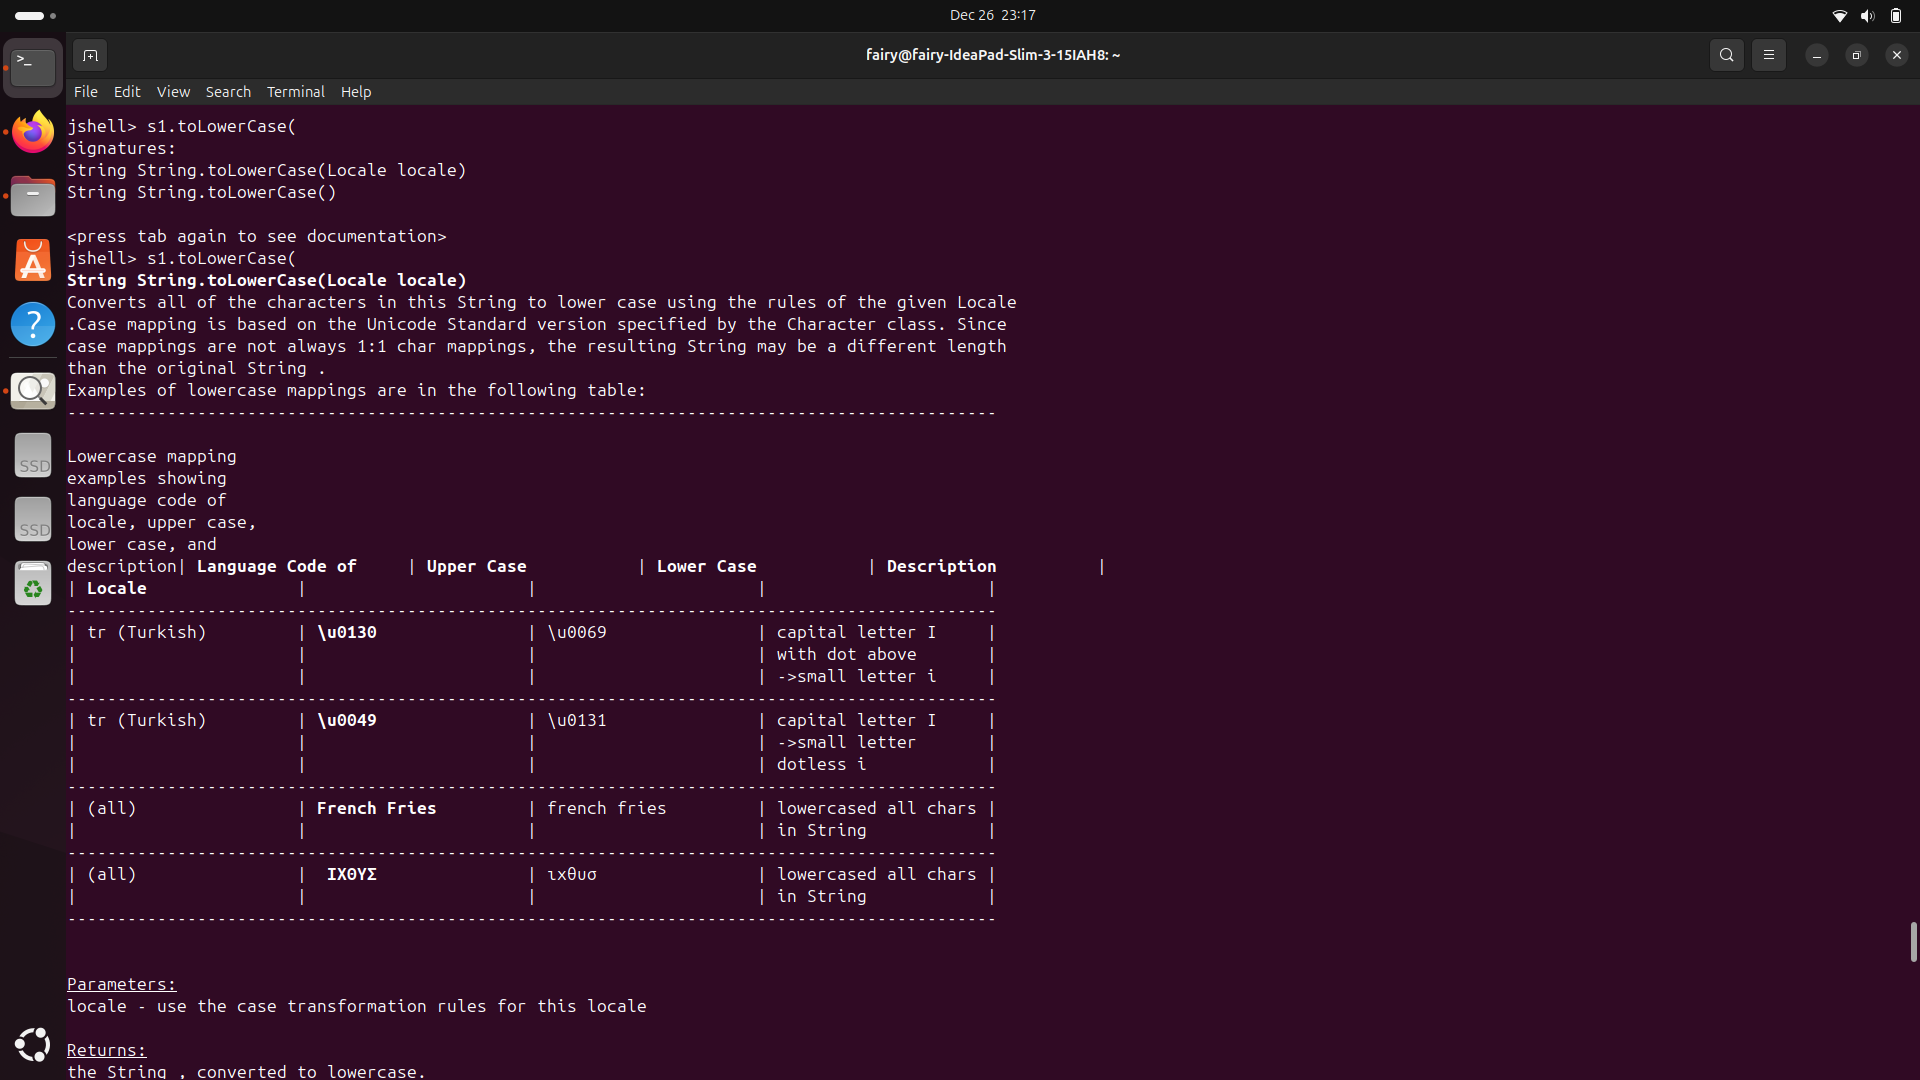 Dec 26 23:17
fairy@fairy-IdeaPad-Slim-3-15IAH8: ~
File Edit View Search Terminal Help
jshell> s1.toLowerCase(
Signatures:
String String.toLowerCase(Locale locale)
String String.toLowerCase()
<press tab again to see documentation>
jshell> s1.toLowerCase(
String String.toLowerCase(Locale locale)
Converts all of the characters in this String to lower case using the rules of the given Locale
.Case mapping is based on the Unicode Standard version specified by the Character class. Since
case mappings are not always 1:1 char mappings, the resulting String may be a different length
than the original String .
Examples of lowercase mappings are in the following table:
---------------------------------------------------------------------------------------------
Lowercase mapping
examples showing
language code of
locale, upper case,
lower case, and
description| Language Code of     | Upper Case           | Lower Case           | Description          |
| Locale               |                      |                      |                      |
---------------------------------------------------------------------------------------------
| tr (Turkish)         | \u0130               | \u0069               | capital letter I     |
|                      |                      |                      | with dot above       |
|                      |                      |                      | ->small letter i     |
---------------------------------------------------------------------------------------------
| tr (Turkish)         | \u0049               | \u0131               | capital letter I     |
|                      |                      |                      | ->small letter       |
|                      |                      |                      | dotless i            |
---------------------------------------------------------------------------------------------
| (all)                | French Fries         | french fries         | lowercased all chars |
|                      |                      |                      | in String            |
---------------------------------------------------------------------------------------------
| (all)                |  ΙΧΘΥΣ               | ιχθυσ                | lowercased all chars |
|                      |                      |                      | in String            |
---------------------------------------------------------------------------------------------
Parameters:
locale - use the case transformation rules for this locale
Returns:
the String , converted to lowercase.
>_
?
SSD
SSD